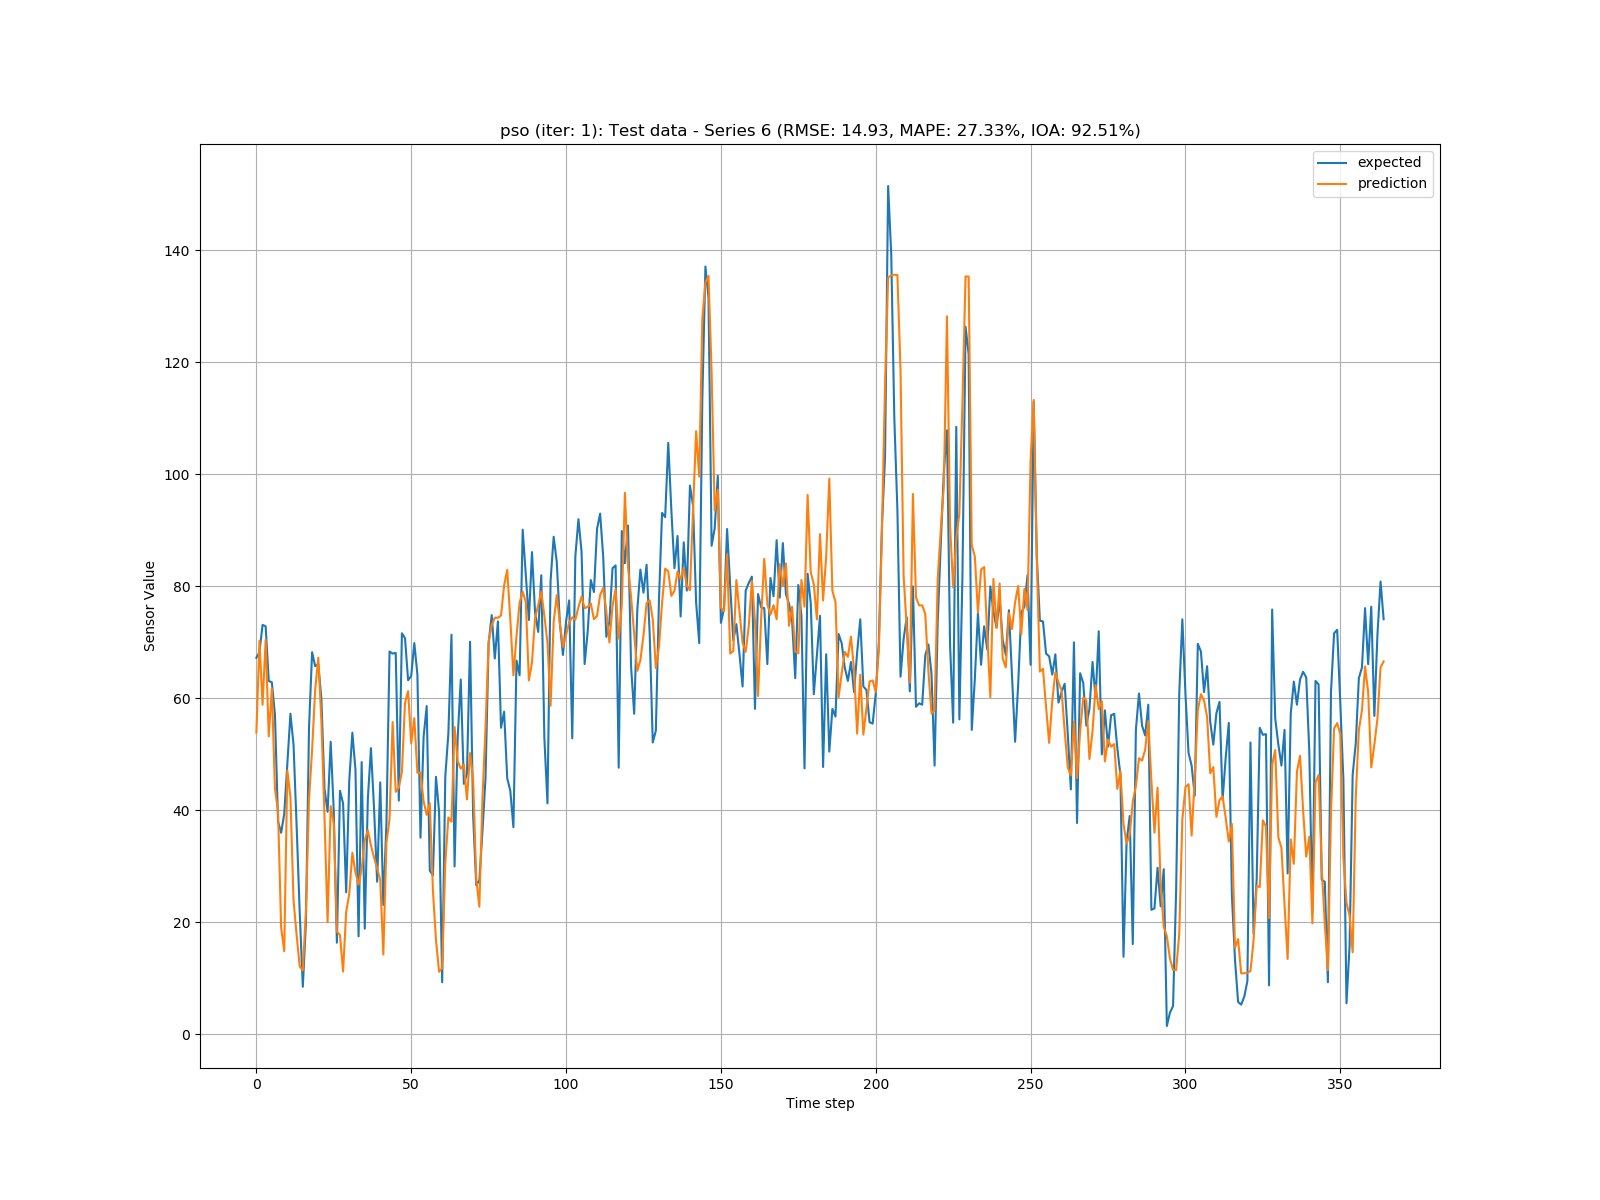 pso (iter: 1): Test data - Series 6 (RMSE: 14.93, MAPE: 27.33%, IOA: 92.51%)
expected
prediction
140
120
100
80
60
40
20
0
Sensor Value
0 50 100 150 200 250 300 350
Time step